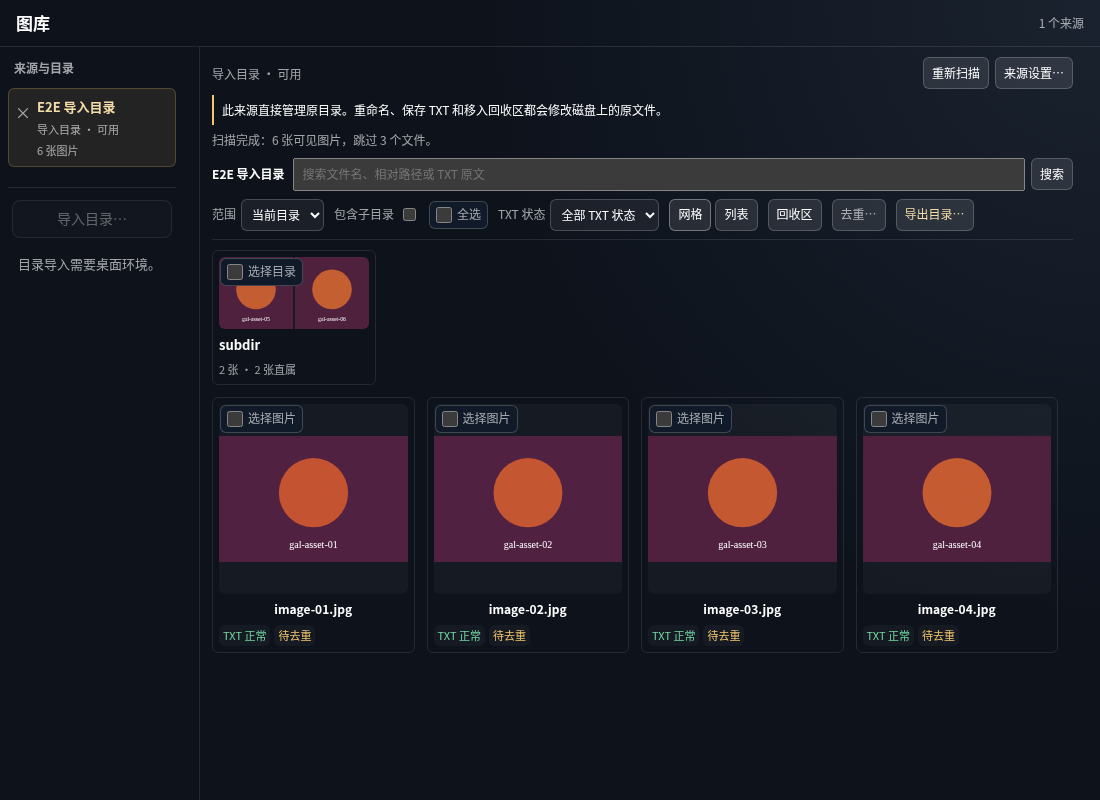 图库
1 个来源
来源与目录
E2E 导入目录
导入目录 · 可用
6 张图片
导入目录…
目录导入需要桌面环境。
导入目录 · 可用
重新扫描
来源设置…
此来源直接管理原目录。重命名、保存 TXT 和移入回收区都会修改磁盘上的原文件。
扫描完成：6 张可见图片，跳过 3 个文件。
E2E 导入目录
搜索文件名、相对路径或 TXT 原文
搜索
范围
当前目录
包含子目录
全选
TXT 状态
全部 TXT 状态
网格
列表
回收区
去重…
导出目录…
选择目录
gal-asset-05
gal-asset-06
subdir
2 张 · 2 张直属
选择图片
gal-asset-01
image-01.jpg
TXT 正常
待去重
选择图片
gal-asset-02
image-02.jpg
TXT 正常
待去重
选择图片
gal-asset-03
image-03.jpg
TXT 正常
待去重
选择图片
gal-asset-04
image-04.jpg
TXT 正常
待去重